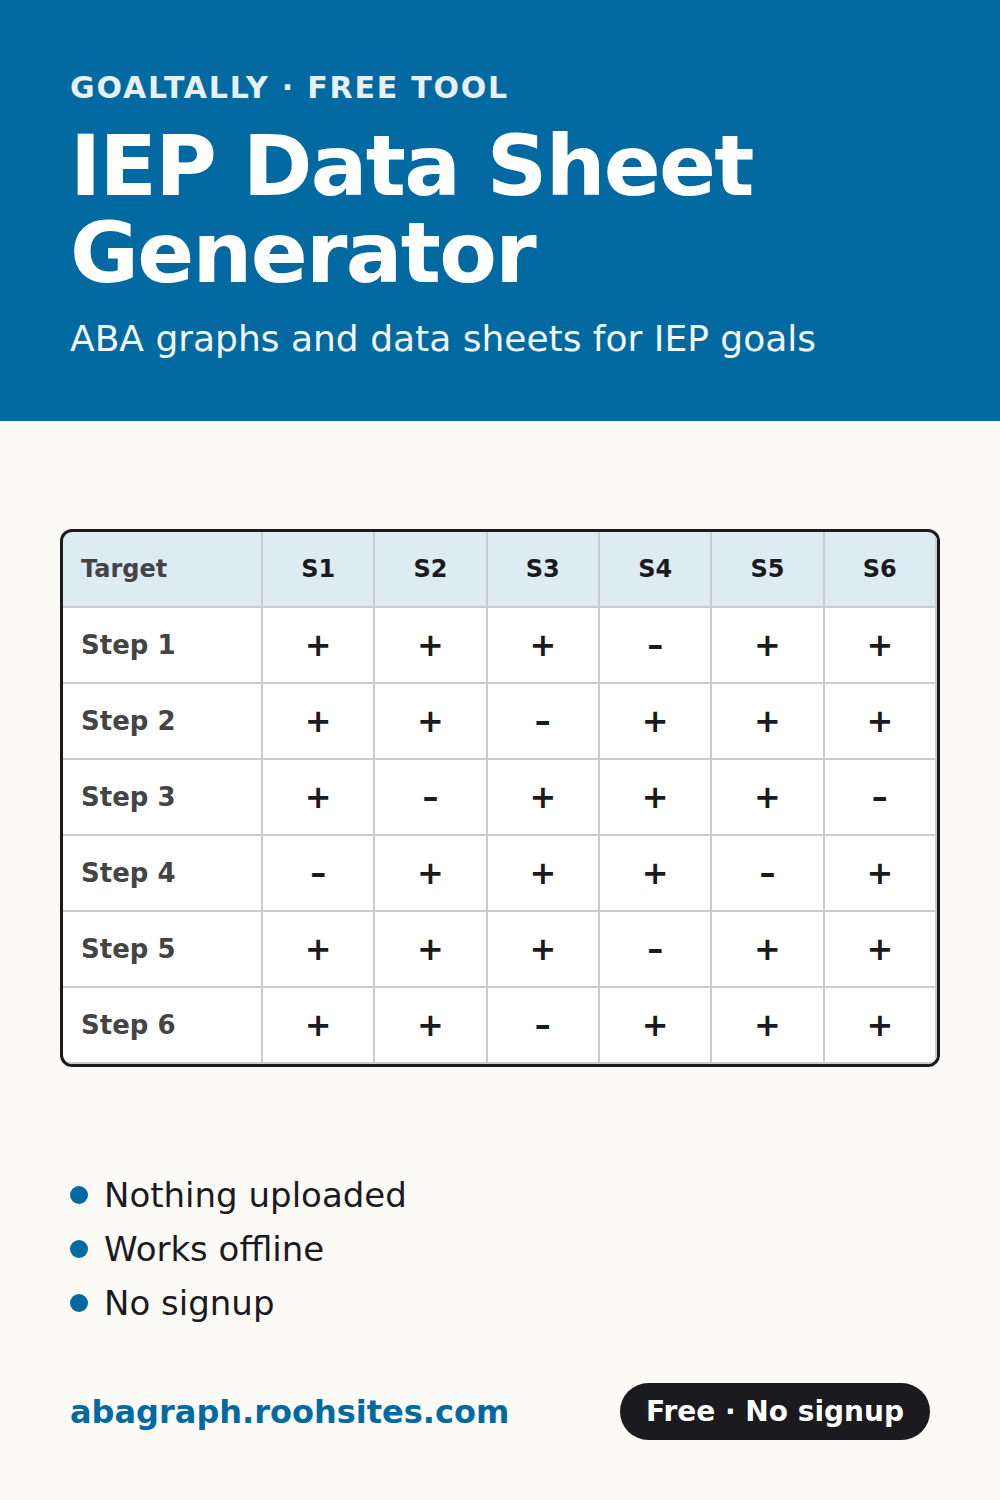 GOALTALLY · FREE TOOL
IEP Data Sheet
Generator
ABA graphs and data sheets for IEP goals
Target S1 S2 S3 S4 S5 S6
Step 1 + + + – + +
Step 2 + + – + + +
Step 3 + – + + + –
Step 4 – + + + – +
Step 5 + + + – + +
Step 6 + + – + + +
Nothing uploaded
Works offline
No signup
abagraph.roohsites.com
Free · No signup